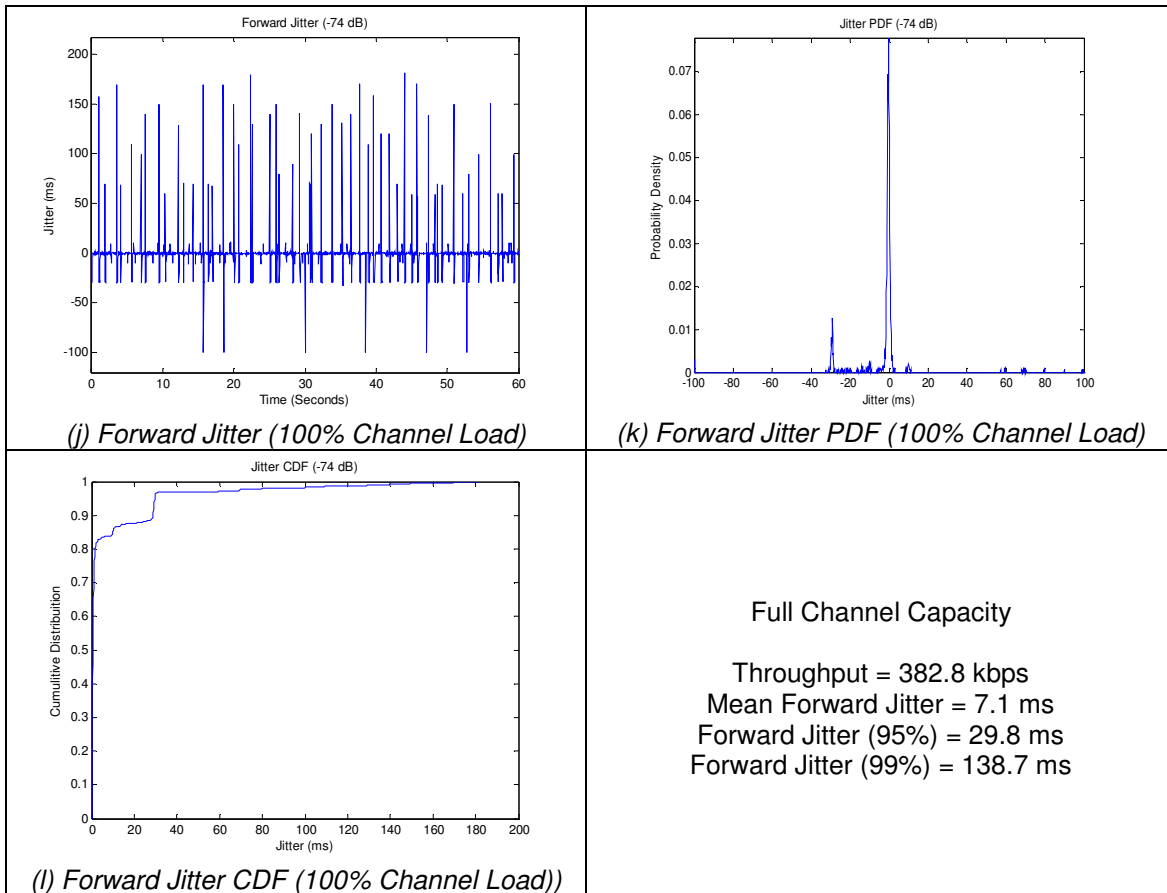 Forward Jitter (-74 dB)
200
150
100
50
0
-50
-100
Jitter (ms)
0 10 20 30 40 50 60
Time (Seconds)
(j) Forward Jitter (100% Channel Load)
Jitter PDF (-74 dB)
0.07
0.06
0.05
0.04
0.03
0.02
0.01
0
Probability Density
-100 -80 -60 -40 -20 0 20 40 60 80 100
Jitter (ms)
(k) Forward Jitter PDF (100% Channel Load)
Jitter CDF (-74 dB)
1
0.9
0.8
0.7
0.6
0.5
0.4
0.3
0.2
0.1
0
Cumulitive Distribuition
0 20 40 60 80 100 120 140 160 180 200
Jitter (ms)
(l) Forward Jitter CDF (100% Channel Load))
Full Channel Capacity
Throughput = 382.8 kbps
Mean Forward Jitter = 7.1 ms
Forward Jitter (95%) = 29.8 ms
Forward Jitter (99%) = 138.7 ms